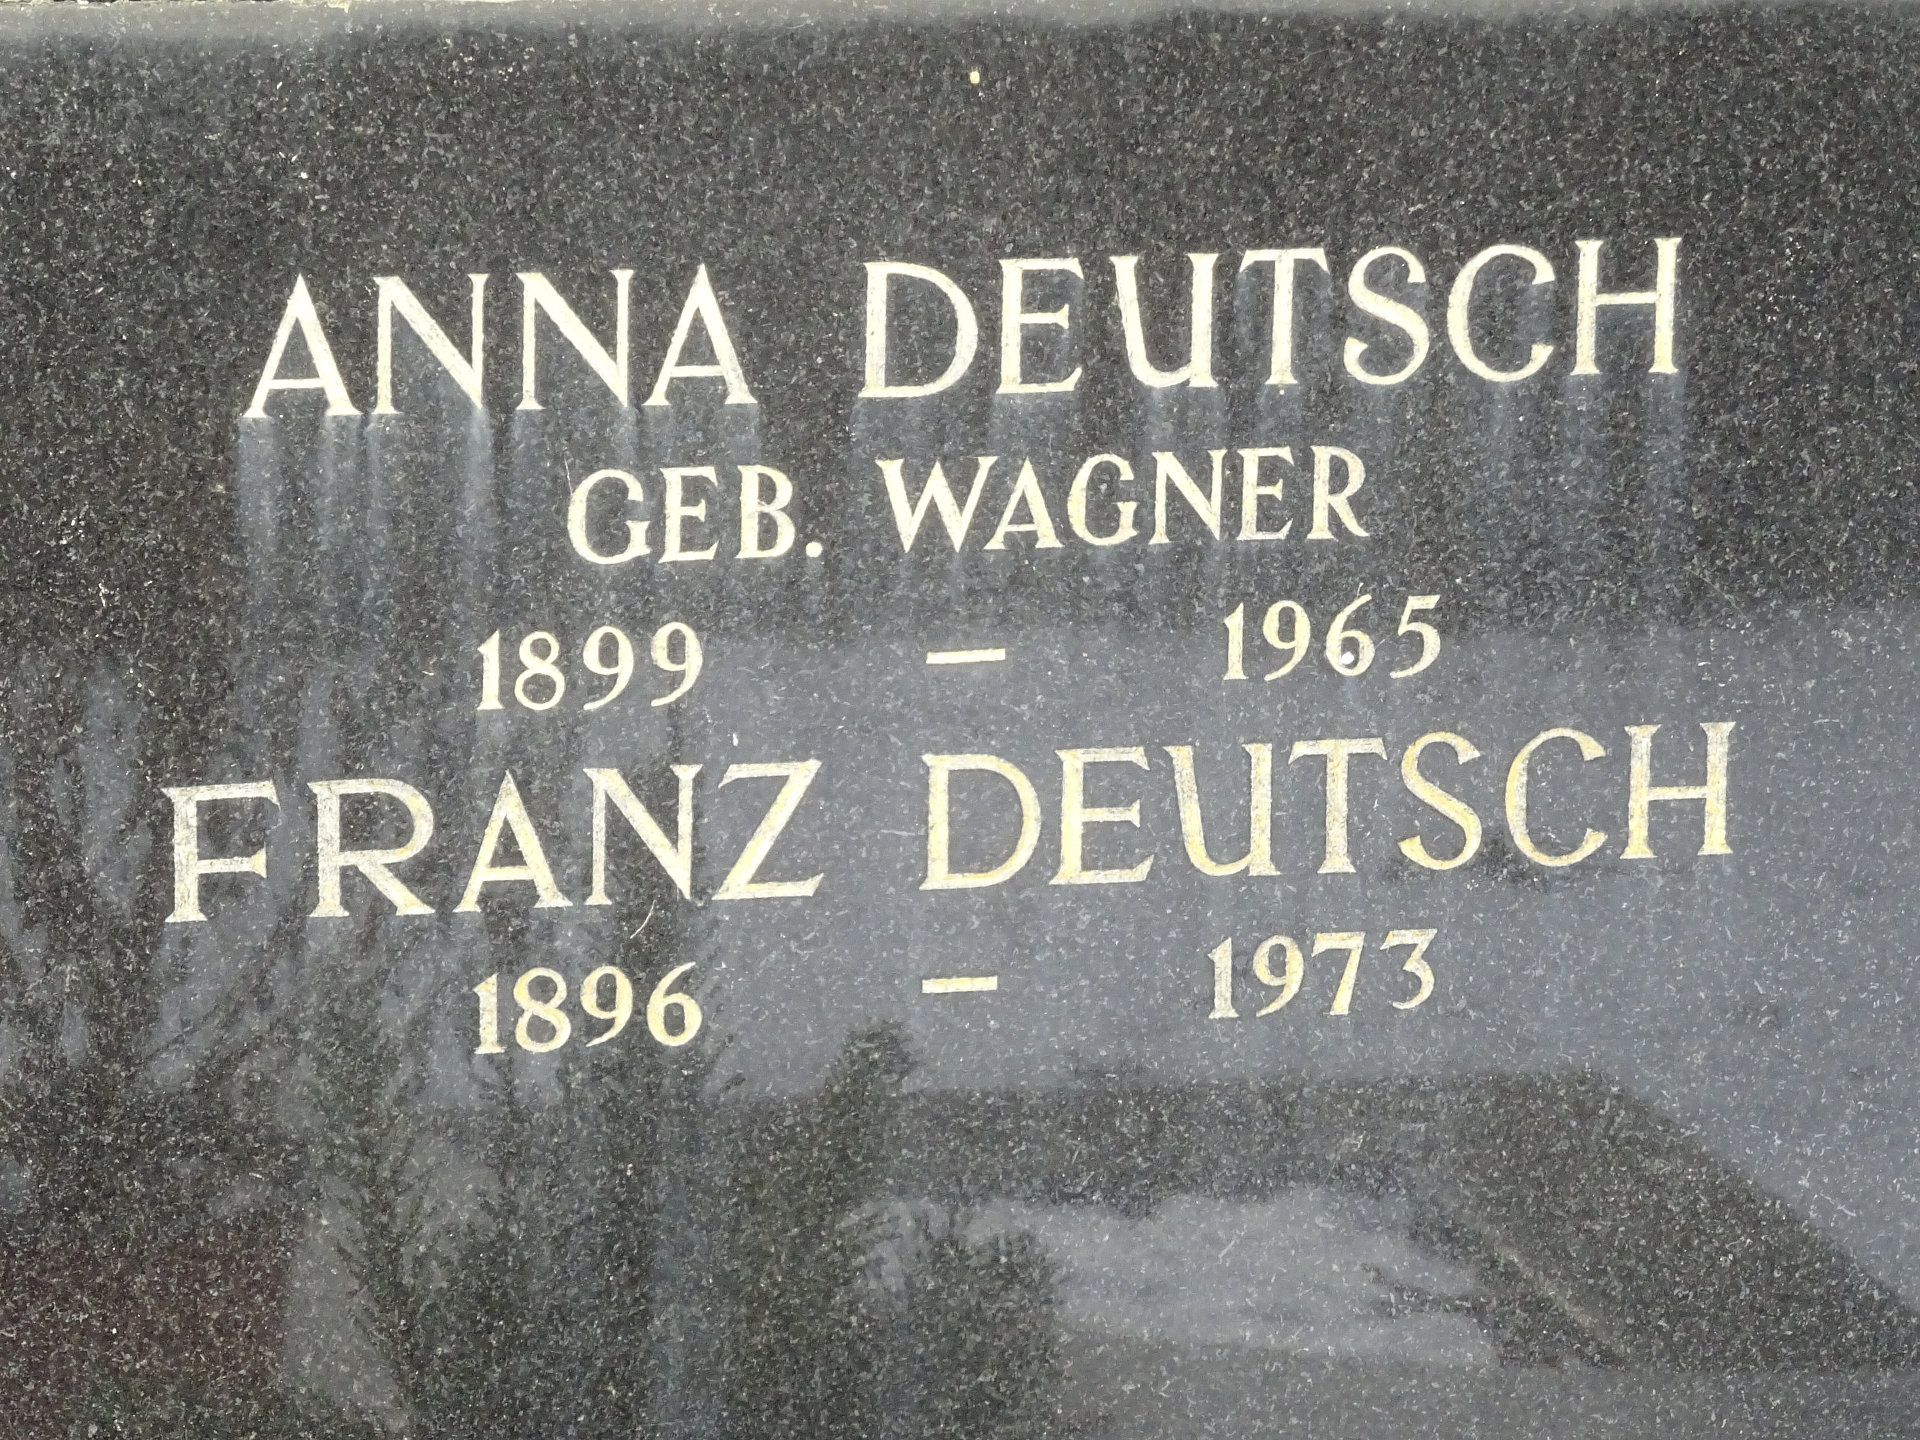 ANNA DEUTSCH
GEB. WAGNER
1899 – 1965
FRANZ DEUTSCH
1896 – 1973